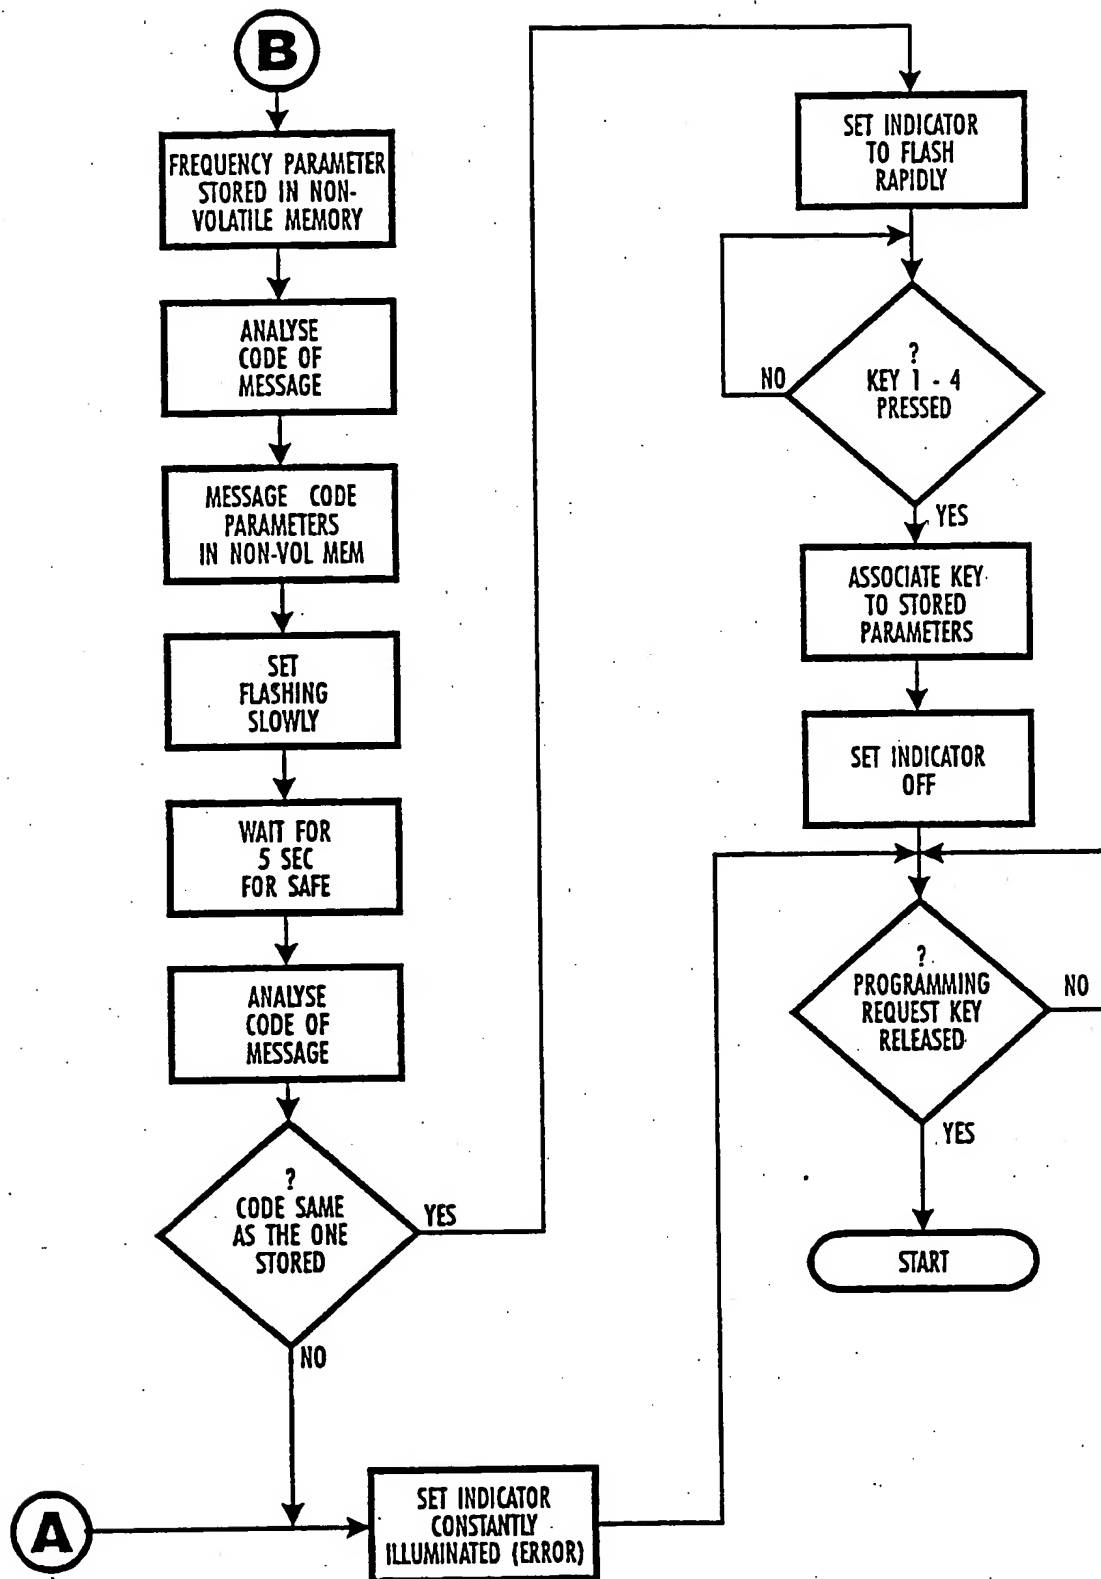 B
FREQUENCY PARAMETER
STORED IN NON-
VOLATILE MEMORY
ANALYSE
CODE OF
MESSAGE
MESSAGE CODE
PARAMETERS
IN NON-VOL MEM
SET
FLASHING
SLOWLY
WAIT FOR
5 SEC
FOR SAFE
ANALYSE
CODE OF
MESSAGE
?
CODE SAME
AS THE ONE
STORED
YES
NO
A
SET INDICATOR
CONSTANTLY
ILLUMINATED (ERROR)
SET INDICATOR
TO FLASH
RAPIDLY
?
KEY 1 - 4
PRESSED
NO
YES
ASSOCIATE KEY
TO STORED
PARAMETERS
SET INDICATOR
OFF
?
PROGRAMMING
REQUEST KEY
RELEASED
NO
YES
START